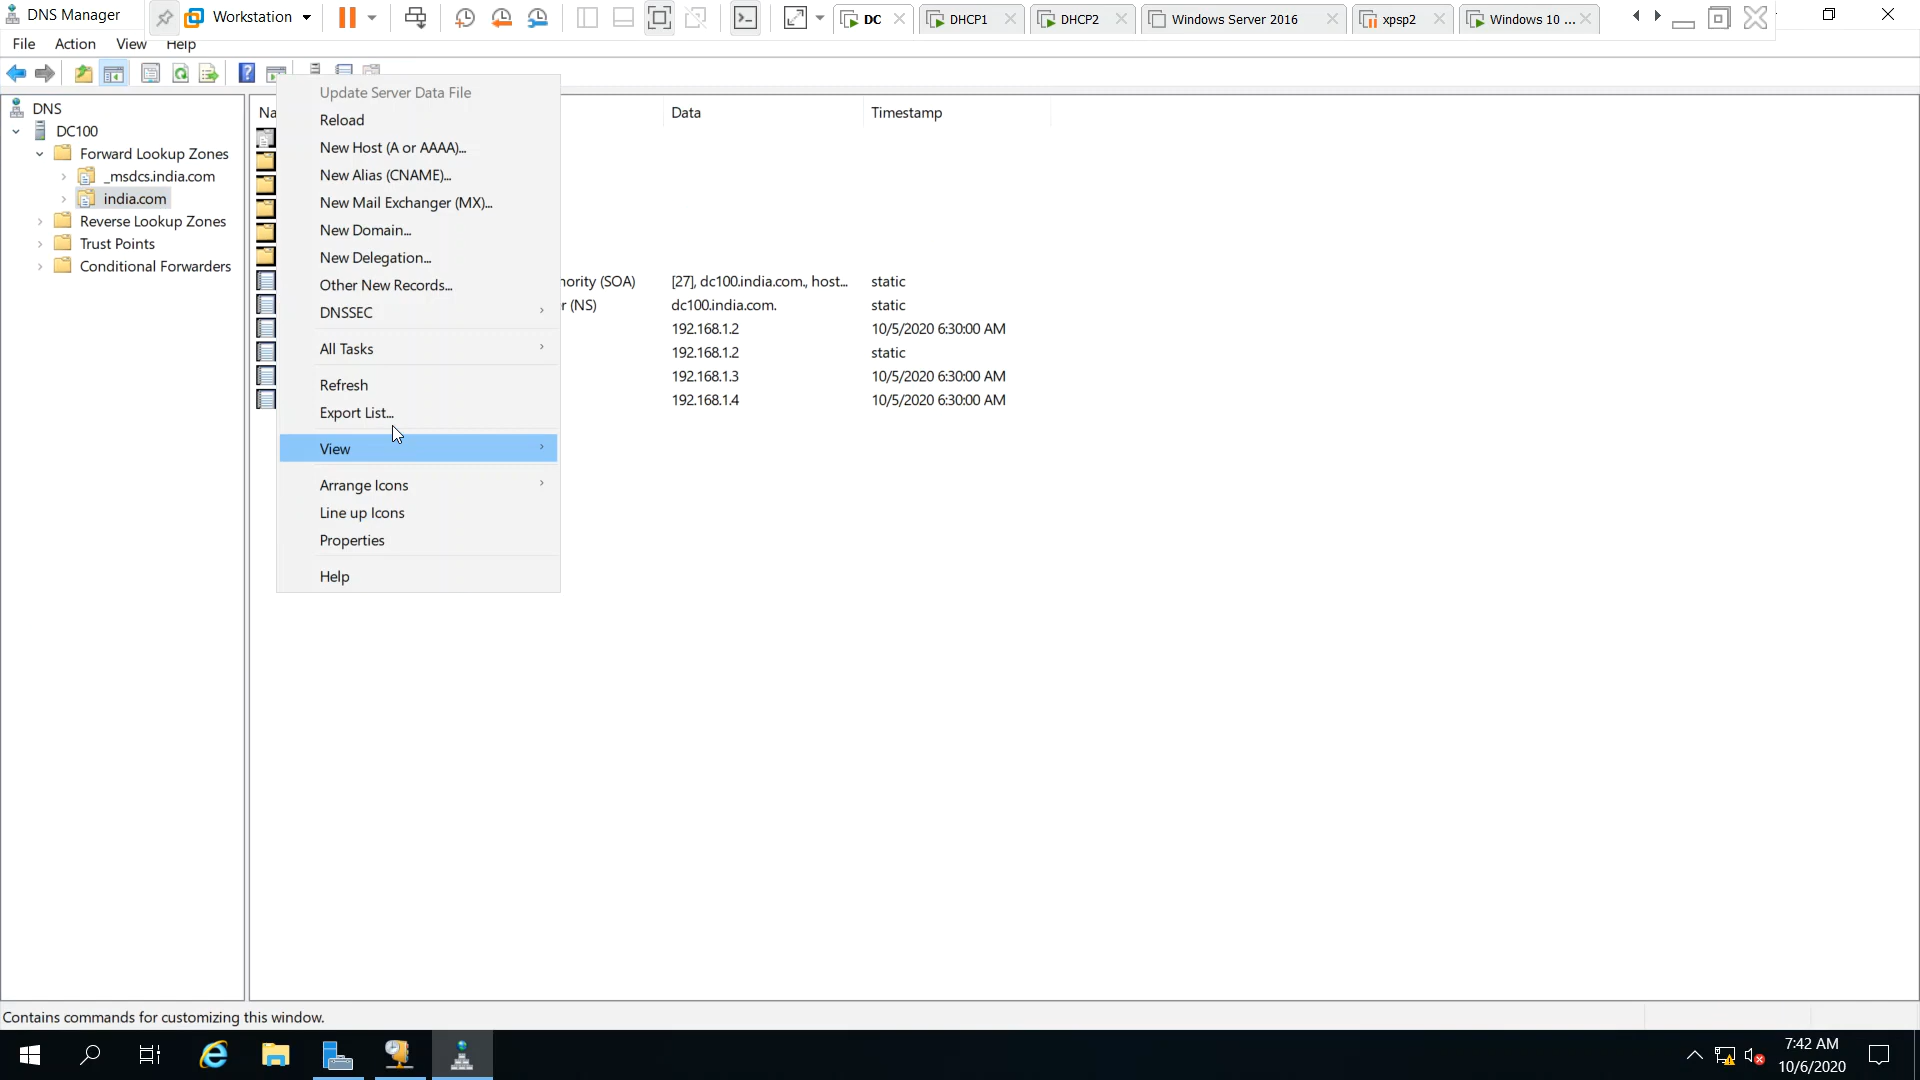 DNS Manager
Workstation
DC
DHCP1
DHCP2
Windows Server 2016
xpsp2
Windows 10 ...
File Action View Help
DNS
DC100
Forward Lookup Zones
_msdcs.india.com
india.com
Reverse Lookup Zones
Trust Points
Conditional Forwarders
Na
Data
Timestamp
Update Server Data File
Reload
New Host (A or AAAA)...
New Alias (CNAME)...
New Mail Exchanger (MX)...
New Domain...
New Delegation...
Other New Records...
DNSSEC
All Tasks
Refresh
Export List...
View
Arrange Icons
Line up Icons
Properties
Help
hority (SOA) [27], dc100.india.com., host... static
r (NS) dc100.india.com. static
192.168.1.2 10/5/2020 6:30:00 AM
192.168.1.2 static
192.168.1.3 10/5/2020 6:30:00 AM
192.168.1.4 10/5/2020 6:30:00 AM
Contains commands for customizing this window.
7:42 AM
10/6/2020